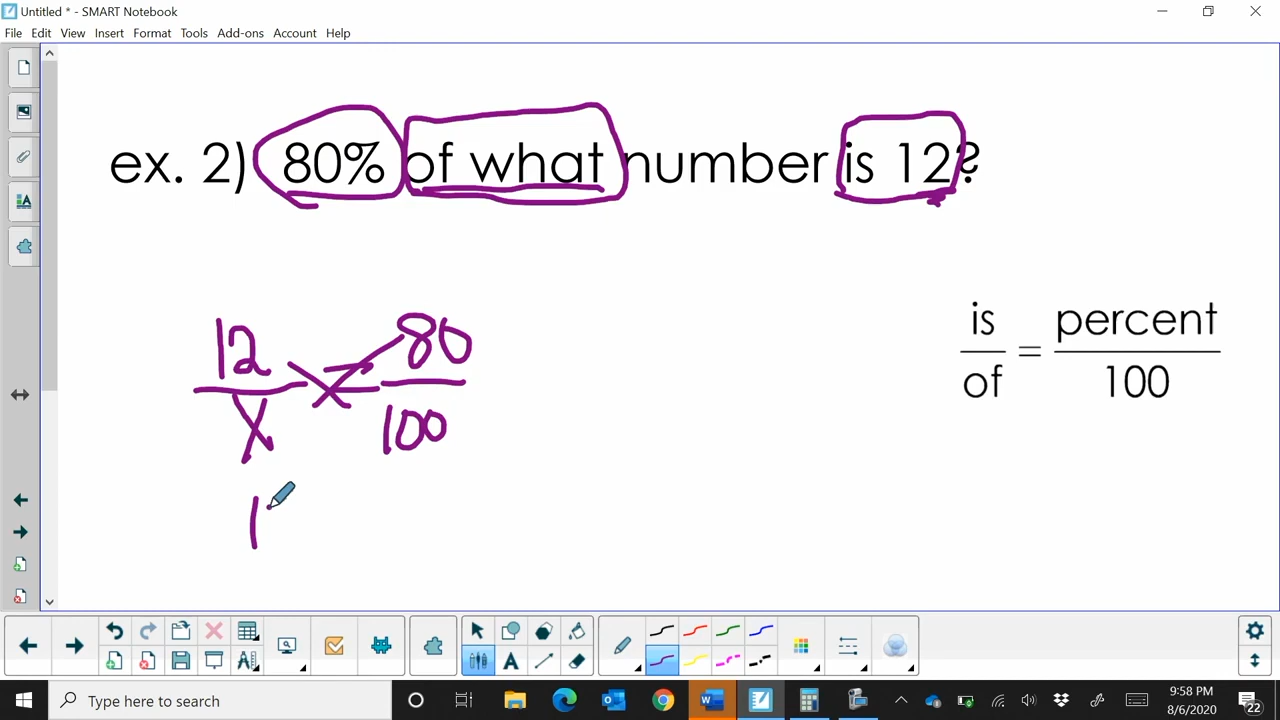 Untitled * - SMART Notebook
File Edit View Insert Format Tools Add-ons Account Help
ex. 2) 80% of what number is 12?
is
of
=
percent
100
12
X
=
80
100
1
Type here to search
9:58 PM
8/6/2020
22